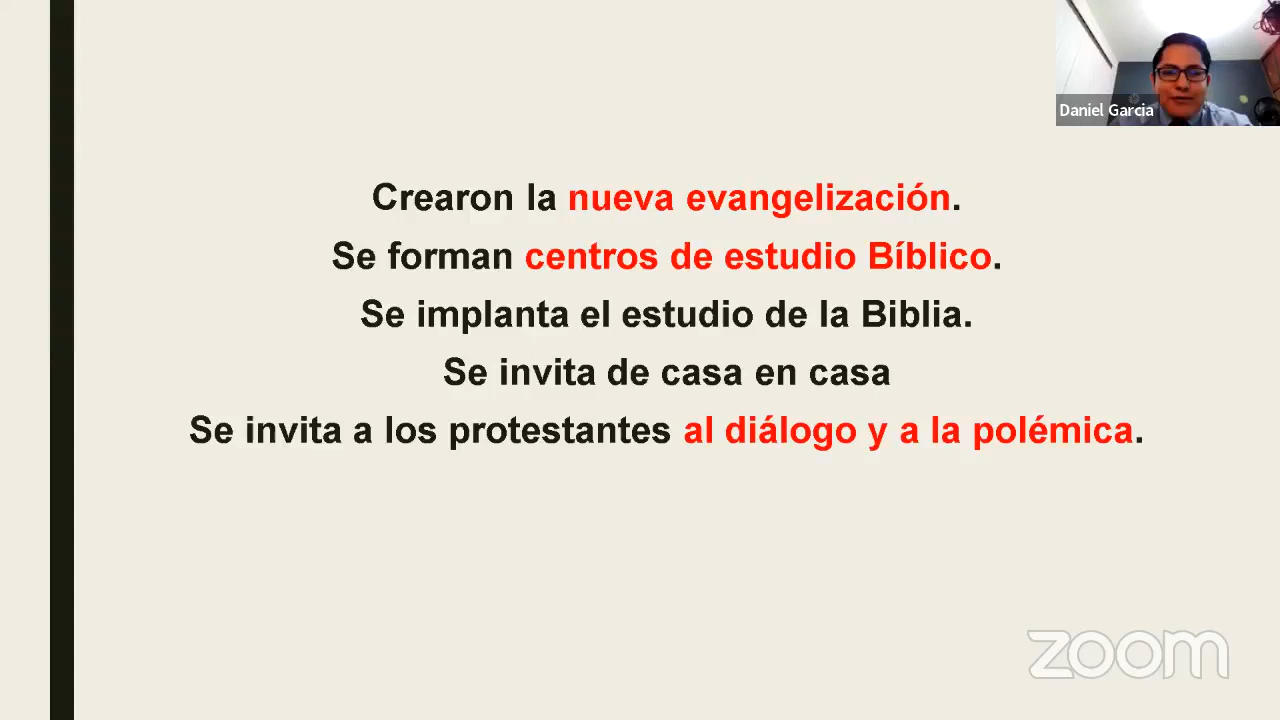 Daniel Garcia
Crearon la nueva evangelización.
Se forman centros de estudio Bíblico.
Se implanta el estudio de la Biblia.
Se invita de casa en casa
Se invita a los protestantes al diálogo y a la polémica.
zoom